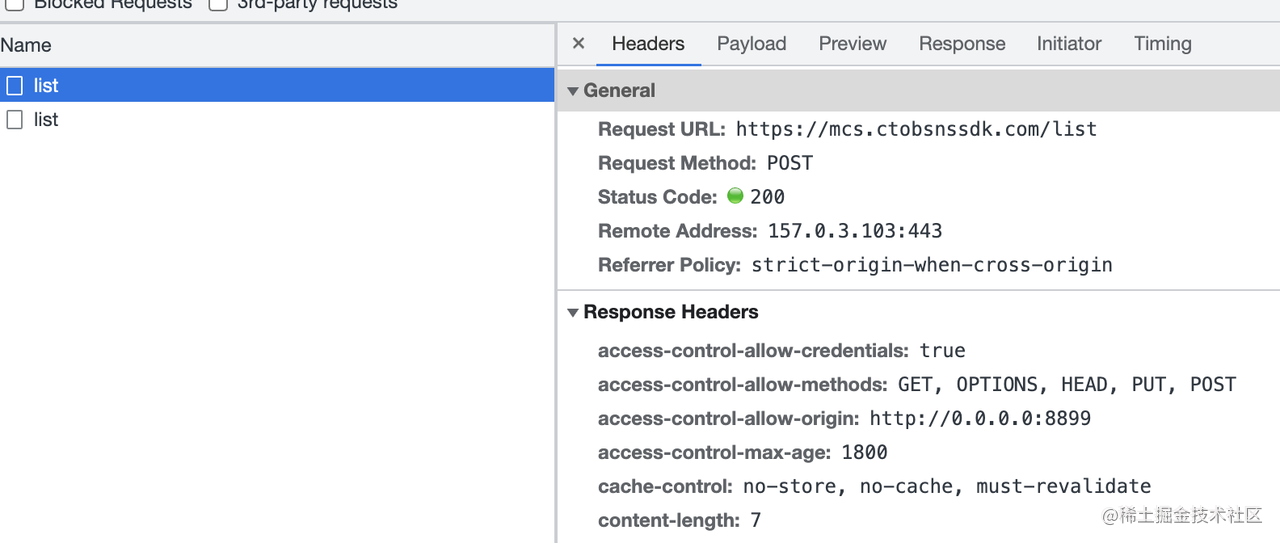 Blocked Requests 3rd-party requests
Name
× Headers Payload Preview Response Initiator Timing
list
list
General
Request URL: https://mcs.ctobsnssdk.com/list
Request Method: POST
Status Code: 200
Remote Address: 157.0.3.103:443
Referrer Policy: strict-origin-when-cross-origin
Response Headers
access-control-allow-credentials: true
access-control-allow-methods: GET, OPTIONS, HEAD, PUT, POST
access-control-allow-origin: http://0.0.0.0:8899
access-control-max-age: 1800
cache-control: no-store, no-cache, must-revalidate
content-length: 7
@稀土掘金技术社区